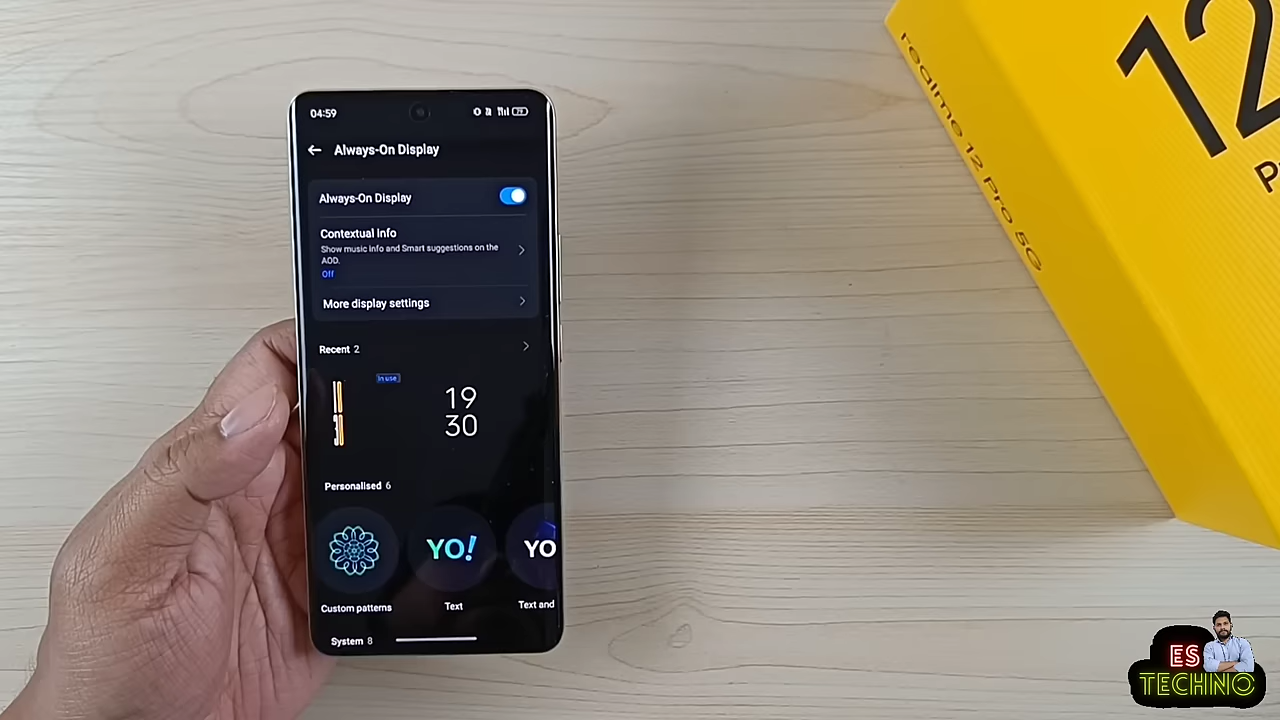 04:59
Always-On Display
Always-On Display
Contextual Info
Show music info and Smart suggestions on the
AOD.
Off
More display settings
Recent 2
In use
19
30
Personalised 6
YO!
YO
Custom patterns
Text
Text and
System 8
realme 12 Pro 5G
12
ES
TECHNO